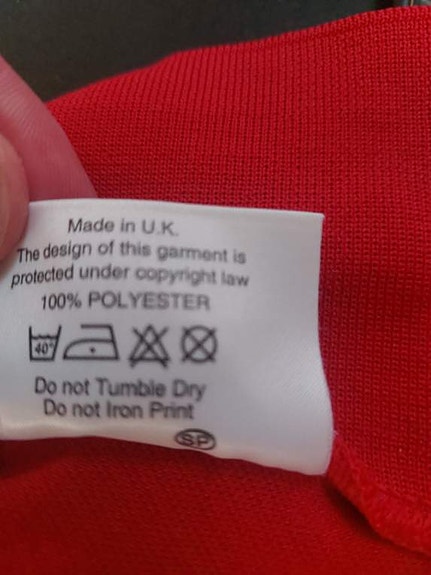 Made in U.K.
The design of this garment is
protected under copyright law
100% POLYESTER
40°
Do not Tumble Dry
Do not Iron Print
SP